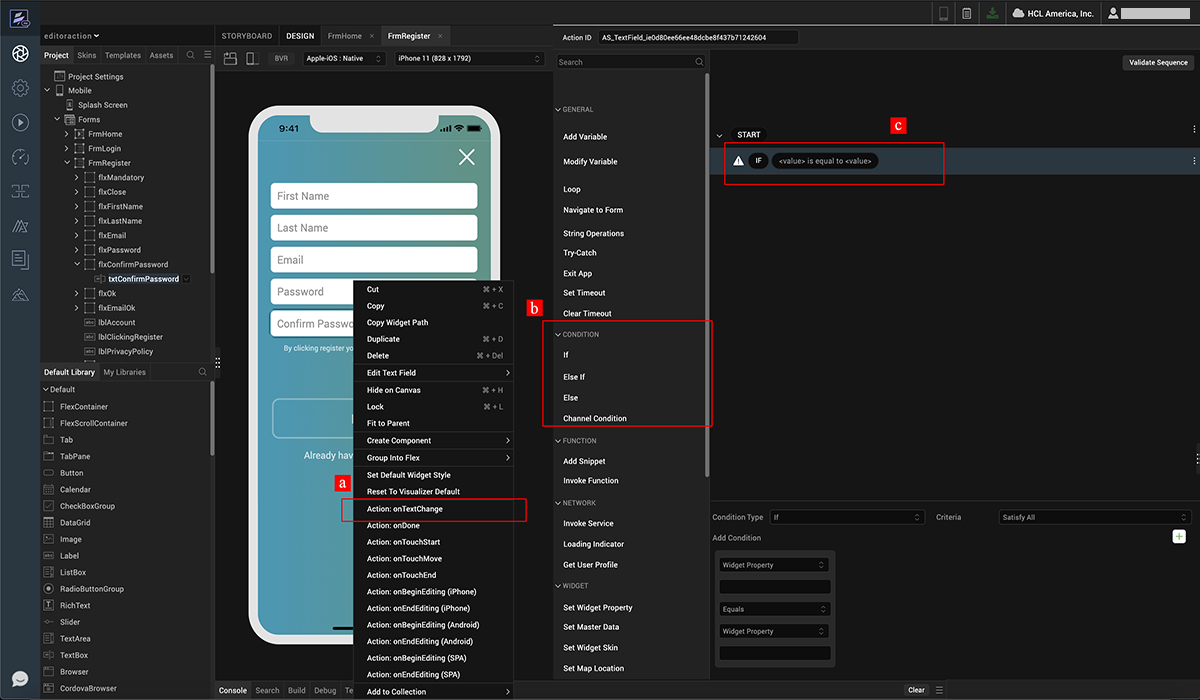 HCL America, Inc.
editoraction
STORYBOARD
DESIGN
FrmHome
FrmRegister
Action ID
AS_TextField_ie0d80ee66ee48dcbe8f437b71242604
Project
Skins
Templates
Assets
BVR
Apple-iOS : Native
iPhone 11 (828 x 1792)
Search
Validate Sequence
Project Settings
Mobile
Splash Screen
Forms
FrmHome
FrmLogin
FrmRegister
flxMandatory
flxClose
flxFirstName
flxLastName
flxEmail
flxPassword
flxConfirmPassword
txtConfirmPassword
flxOk
flxEmailOk
lblAccount
lblClickingRegister
lblPrivacyPolicy
Default Library
My Libraries
Default
FlexContainer
FlexScrollContainer
Tab
TabPane
Button
Calendar
CheckBoxGroup
DataGrid
Image
Label
ListBox
RadioButtonGroup
RichText
Slider
TextArea
TextBox
Browser
CordovaBrowser
9:41
First Name
Last Name
Email
Password
Confirm Passwo
By clicking register yo
Already hav
a
Cut ⌘ + X
Copy ⌘ + C
Copy Widget Path
Duplicate ⌘ + D
Delete ⌘ + Del
Edit Text Field
Hide on Canvas ⌘ + H
Lock ⌘ + L
Fit to Parent
Create Component
Group Into Flex
Set Default Widget Style
Reset To Visualizer Default
Action: onTextChange
Action: onDone
Action: onTouchStart
Action: onTouchMove
Action: onTouchEnd
Action: onBeginEditing (iPhone)
Action: onEndEditing (iPhone)
Action: onBeginEditing (Android)
Action: onEndEditing (Android)
Action: onBeginEditing (SPA)
Action: onEndEditing (SPA)
Add to Collection
Console
Search
Build
Debug
Te
b
GENERAL
Add Variable
Modify Variable
Loop
Navigate to Form
String Operations
Try-Catch
Exit App
Set Timeout
Clear Timeout
CONDITION
If
Else If
Else
Channel Condition
FUNCTION
Add Snippet
Invoke Function
NETWORK
Invoke Service
Loading Indicator
Get User Profile
WIDGET
Set Widget Property
Set Master Data
Set Widget Skin
Set Map Location
START
c
IF
<value> is equal to <value>
Condition Type
If
Criteria
Satisfy All
Add Condition
Widget Property
Equals
Widget Property
Clear